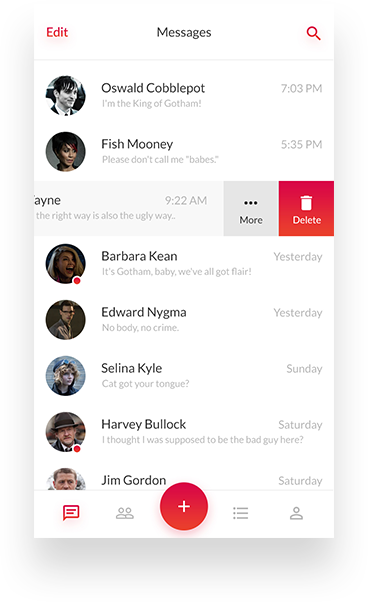 Edit Messages
Oswald Cobblepot 7:03 PM
I'm the King of Gotham!
Fish Mooney 5:35 PM
Please don't call me "babes."
ayne 9:22 AM
the right way is also the ugly way..
More Delete
Barbara Kean Yesterday
It's Gotham, baby, we've all got flair!
Edward Nygma Yesterday
No body, no crime.
Selina Kyle Sunday
Cat got your tongue?
Harvey Bullock Saturday
I thought I was supposed to be the bad guy here?
Jim Gordon Saturday